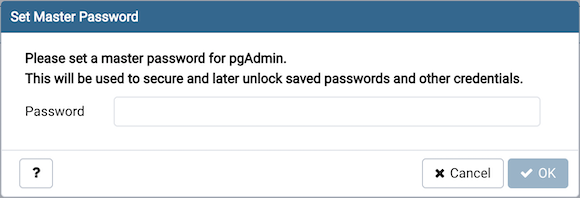 Set Master Password
Please set a master password for pgAdmin.
This will be used to secure and later unlock saved passwords and other credentials.
Password
?
Cancel
OK